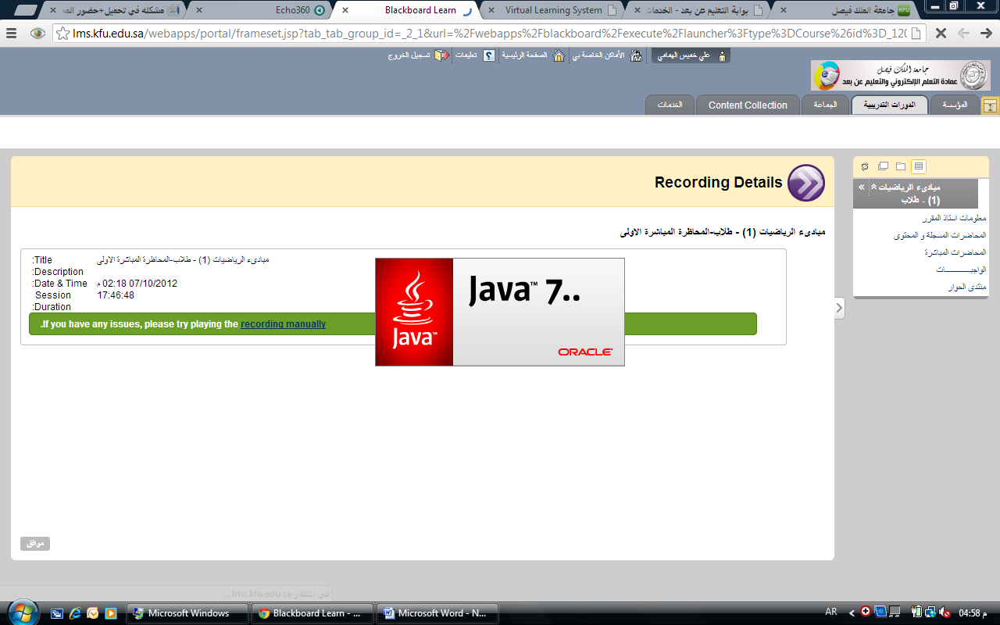 جامعة الملك فيصل
بوابة التعليم عن بعد - الخدمات
Virtual Learning System
Blackboard Learn
Echo360
مشكله في تحميل+حضور المح
lms.kfu.edu.sa/webapps/portal/frameset.jsp?tab_tab_group_id=_2_1&url=%2Fwebapps%2Fblackboard%2Fexecute%2Flauncher%3Ftype%3DCourse%26id%3D_120
علي خميس الهمامي
الأماكن الخاصة بي
الصفحة الرئيسية
تعليمات
تسجيل الخروج
جامعة الملك فيصل
عمادة التعلم الإلكتروني والتعليم عن بعد
المؤسسة
الدورات التدريبية
الجماعة
Content Collection
الخدمات
مبادىء الرياضيات (1) - طلاب
معلومات استاذ المقرر
المحاضرات المسجلة و المحتوى
المحاضرات المباشرة
الواجبـــــــات
منتدى الحوار
Recording Details
مبادىء الرياضيات (1) - طلاب-المحاظرة المباشرة الاولى
:Title مبادىء الرياضيات (1) - طلاب-المحاظرة المباشرة الاولى
:Description
:Date & Time 07/10/2012 02:18 م
Session 17:46:48
:Duration
.If you have any issues, please try playing the recording manually
Java™ 7..
Java™
ORACLE
موافق
في انتظار lms.kfu.edu.sa ...
Microsoft Windows
Blackboard Learn - ...
Microsoft Word - N...
AR
04:58 م